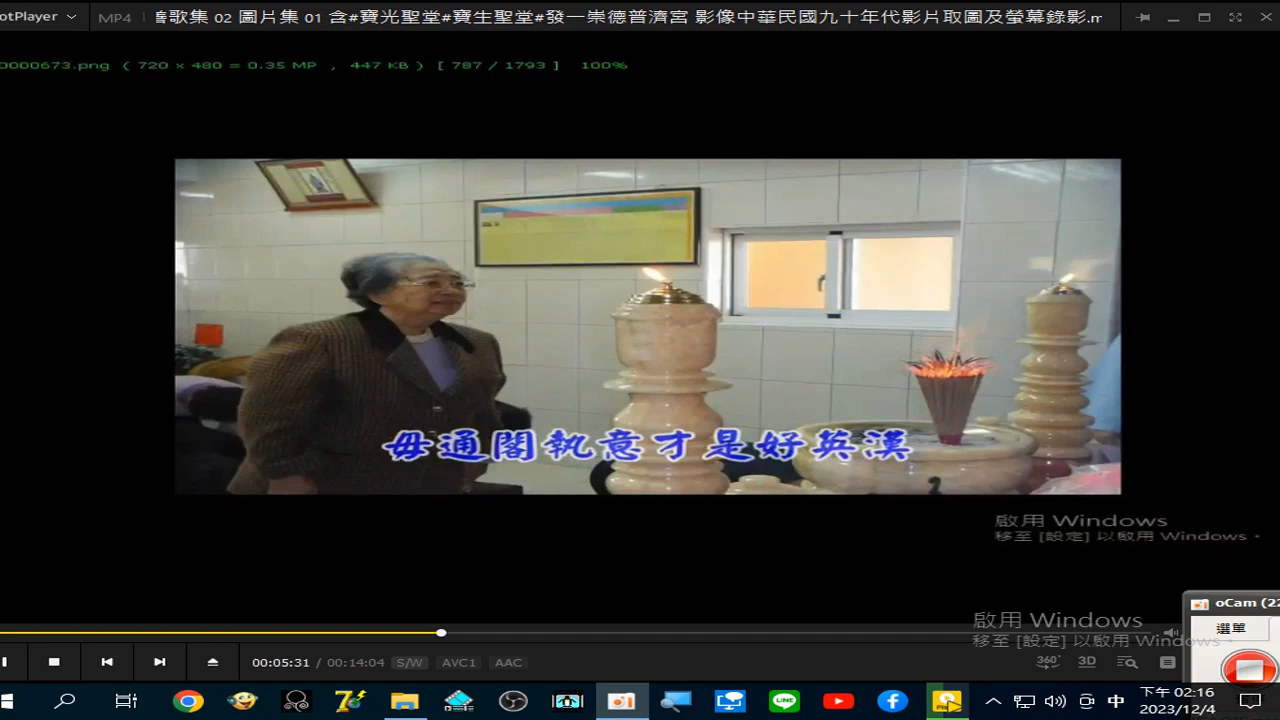 otPlayer
MP4
舊歌集 02 圖片集 01 含#寶光聖堂#寶生聖堂#發一崇德普濟宮 影像中華民國九十年代影片取圖及螢幕錄影.m
0000673.png ( 720 x 480 = 0.35 MP , 447 KB ) [ 787 / 1793 ] 100%
毋通閣執意才是好英漢
啟用 Windows
移至 [設定] 以啟用 Windows。
oCam (22
選單
啟用 Windows
移至 [設定] 以啟用 Windows。
00:05:31 / 00:14:04 S/W AVC1 AAC
360° 3D
LINE
中
下午 02:16
2023/12/4